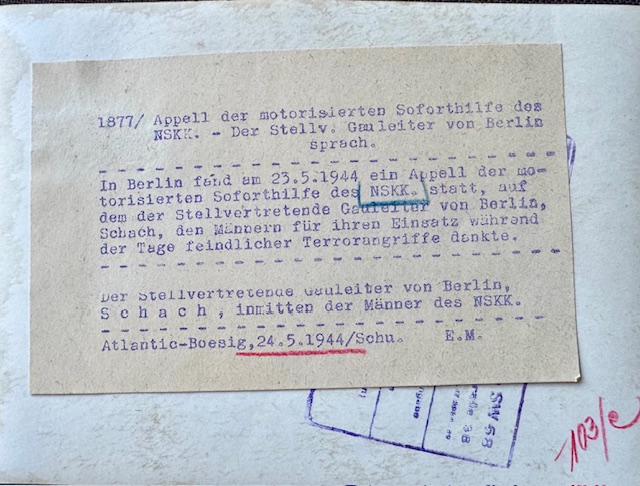 1877/ Appell der motorisierten Soforthilfe des
NSKK. - Der Stellv. Gauleiter von Berlin
sprach.
In Berlin fand am 23.5.1944 ein Appell der mo-
torisierten Soforthilfe des NSKK. statt, auf
dem der Stellvertretende Gauleiter von Berlin,
Schach, den Männern für ihren Einsatz während
der Tage feindlicher Terrorangriffe dankte.
Der Stellvertretende Gauleiter von Berlin,
S c h a c h , inmitten der Männer des NSKK.
Atlantic-Boesig,24.5.1944/Schu. E.M.
SW 68
38
103/e